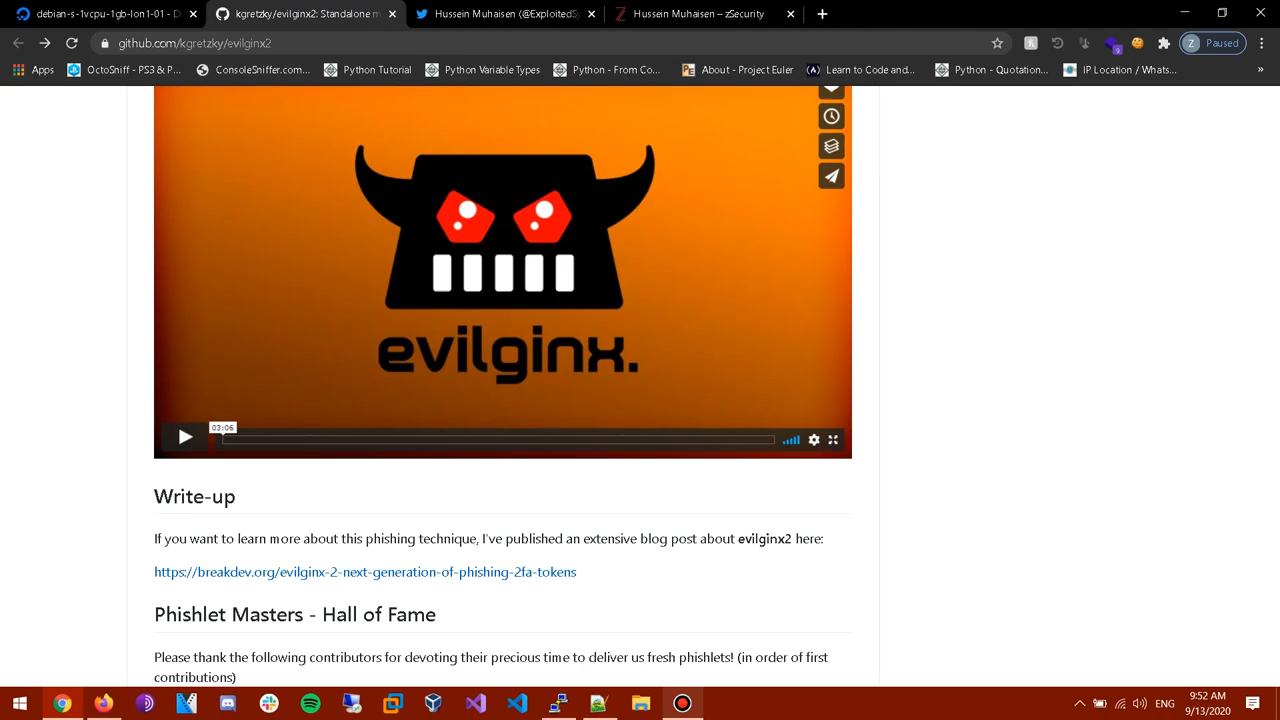 debian-s-1vcpu-1gb-lon1-01 - D
kgretzky/evilginx2: Standalone m
Hussein Muhaisen (@ExploitedSy
Hussein Muhaisen – zSecurity
github.com/kgretzky/evilginx2
9
Z Paused
Apps
OctoSniff - PS3 & P...
ConsoleSniffer.com...
Python Tutorial
Python Variable Types
Python - From Co...
About - Project Euler
Learn to Code and...
Python - Quotation...
IP Location / Whats...
»
evilginx.
03:06
Write-up
If you want to learn more about this phishing technique, I've published an extensive blog post about evilginx2 here:
https://breakdev.org/evilginx-2-next-generation-of-phishing-2fa-tokens
Phishlet Masters - Hall of Fame
Please thank the following contributors for devoting their precious time to deliver us fresh phishlets! (in order of first
contributions)
ENG
9:52 AM
9/13/2020